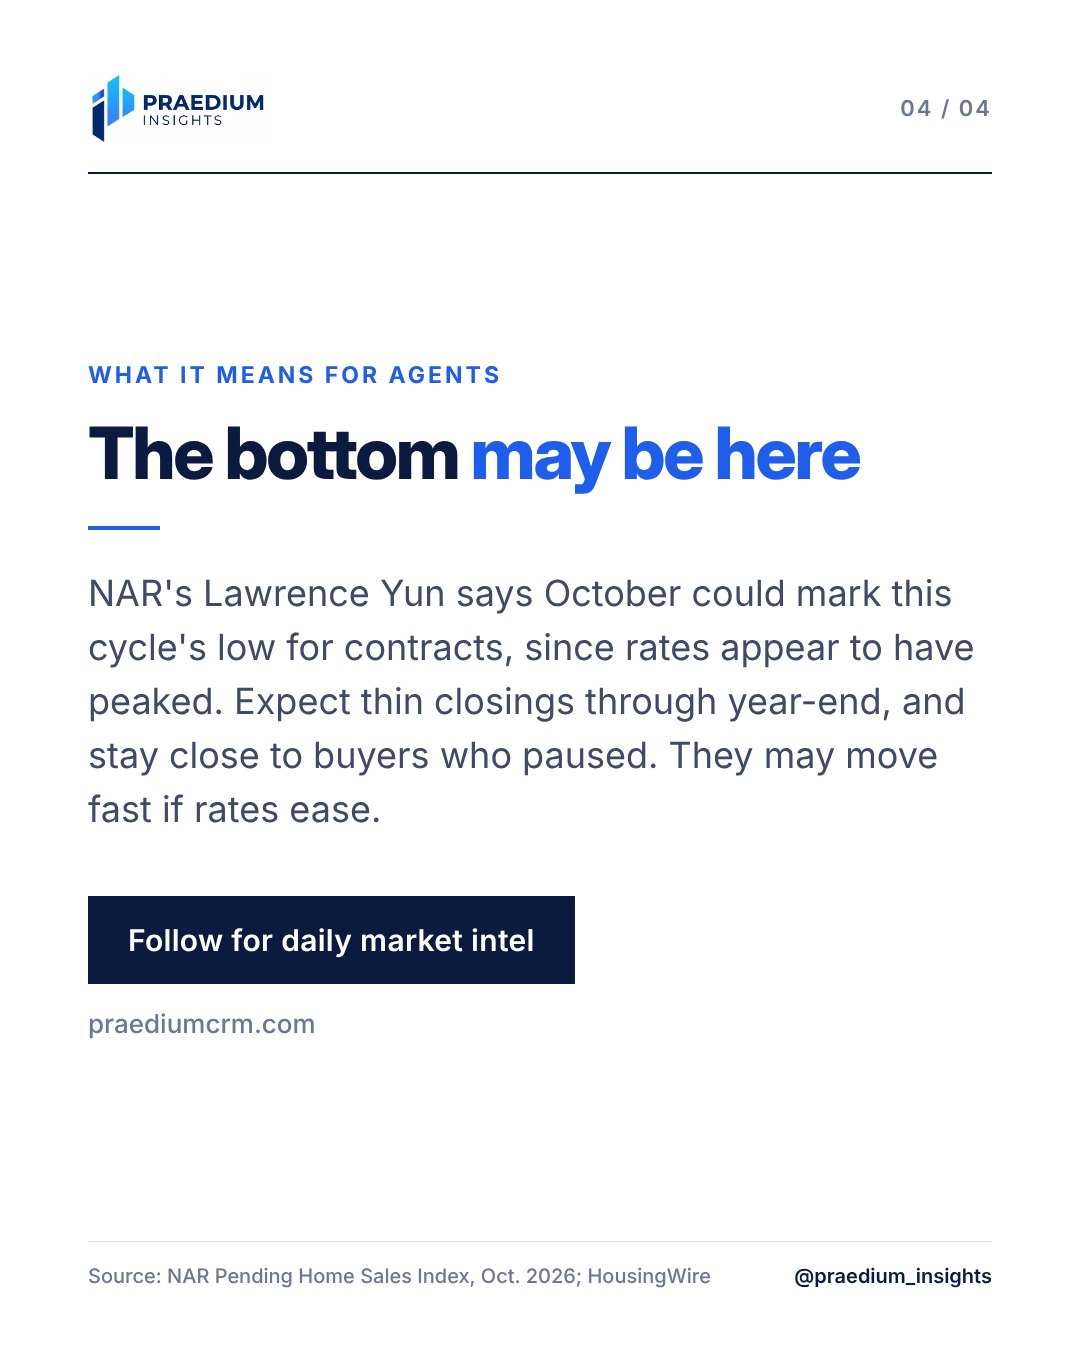 PRAEDIUM
INSIGHTS
04 / 04
WHAT IT MEANS FOR AGENTS
The bottom may be here
NAR's Lawrence Yun says October could mark this
cycle's low for contracts, since rates appear to have
peaked. Expect thin closings through year-end, and
stay close to buyers who paused. They may move
fast if rates ease.
Follow for daily market intel
praediumcrm.com
Source: NAR Pending Home Sales Index, Oct. 2026; HousingWire
@praedium_insights